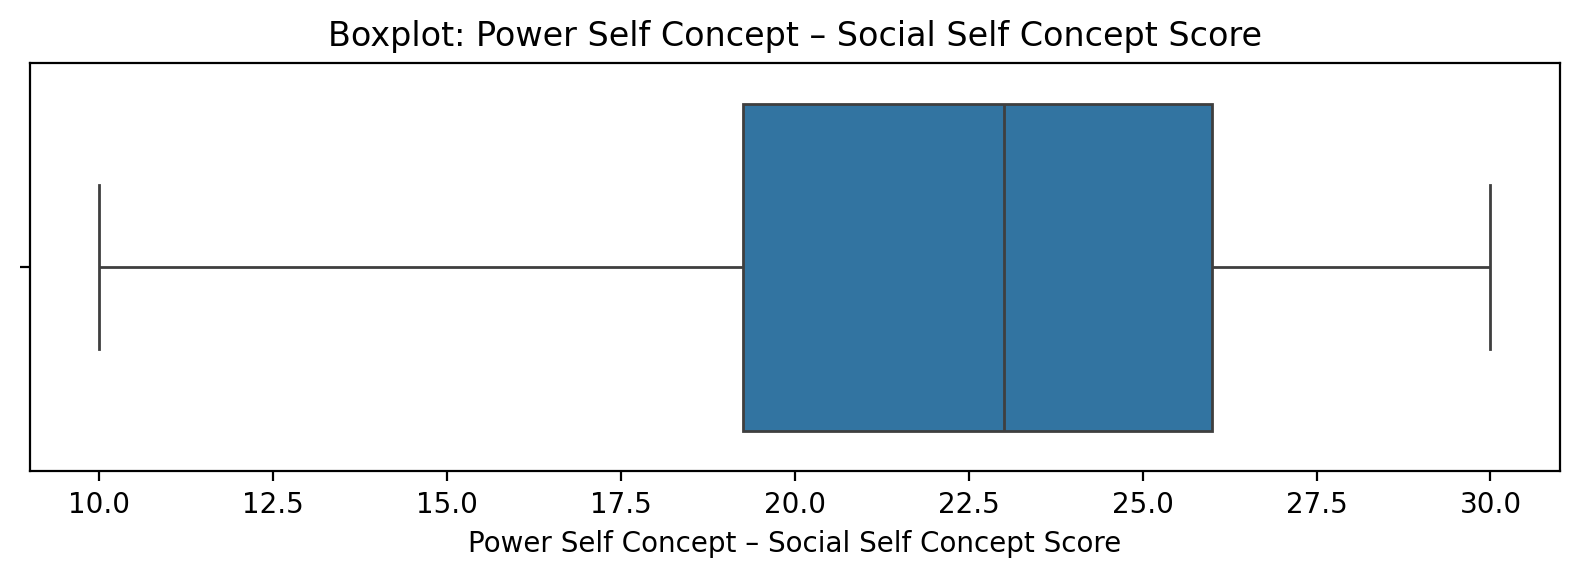 Boxplot: Power Self Concept – Social Self Concept Score
10.0 12.5 15.0 17.5 20.0 22.5 25.0 27.5 30.0
Power Self Concept – Social Self Concept Score